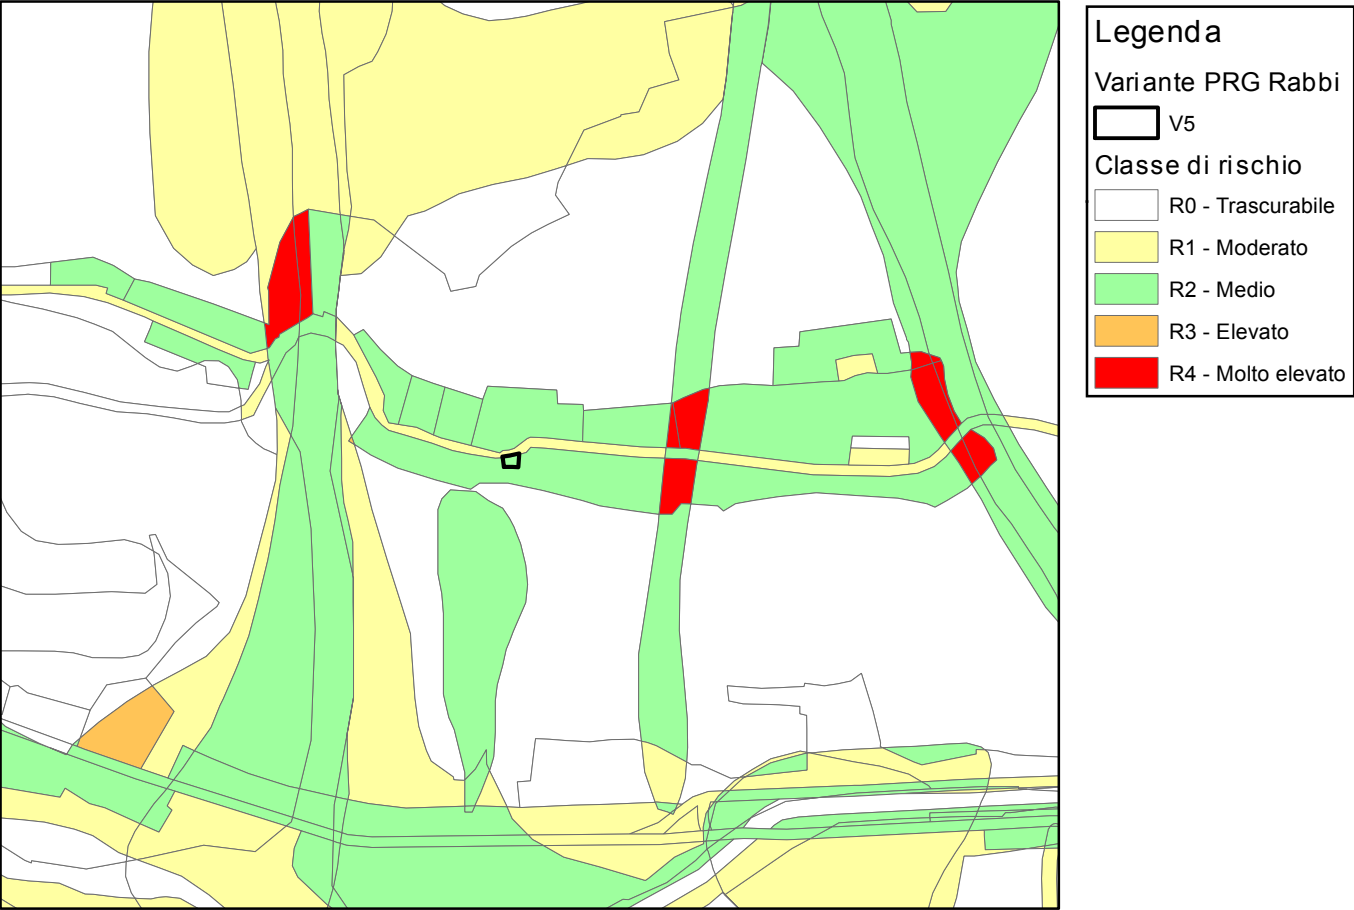 Legenda
Variante PRG Rabbi
V5
Classe di rischio
R0 - Trascurabile
R1 - Moderato
R2 - Medio
R3 - Elevato
R4 - Molto elevato